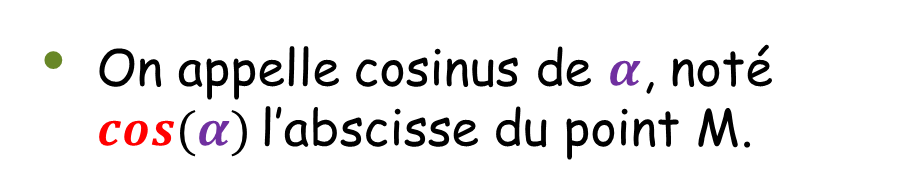 • On appelle cosinus de α, noté
cos(α) l’abscisse du point M.